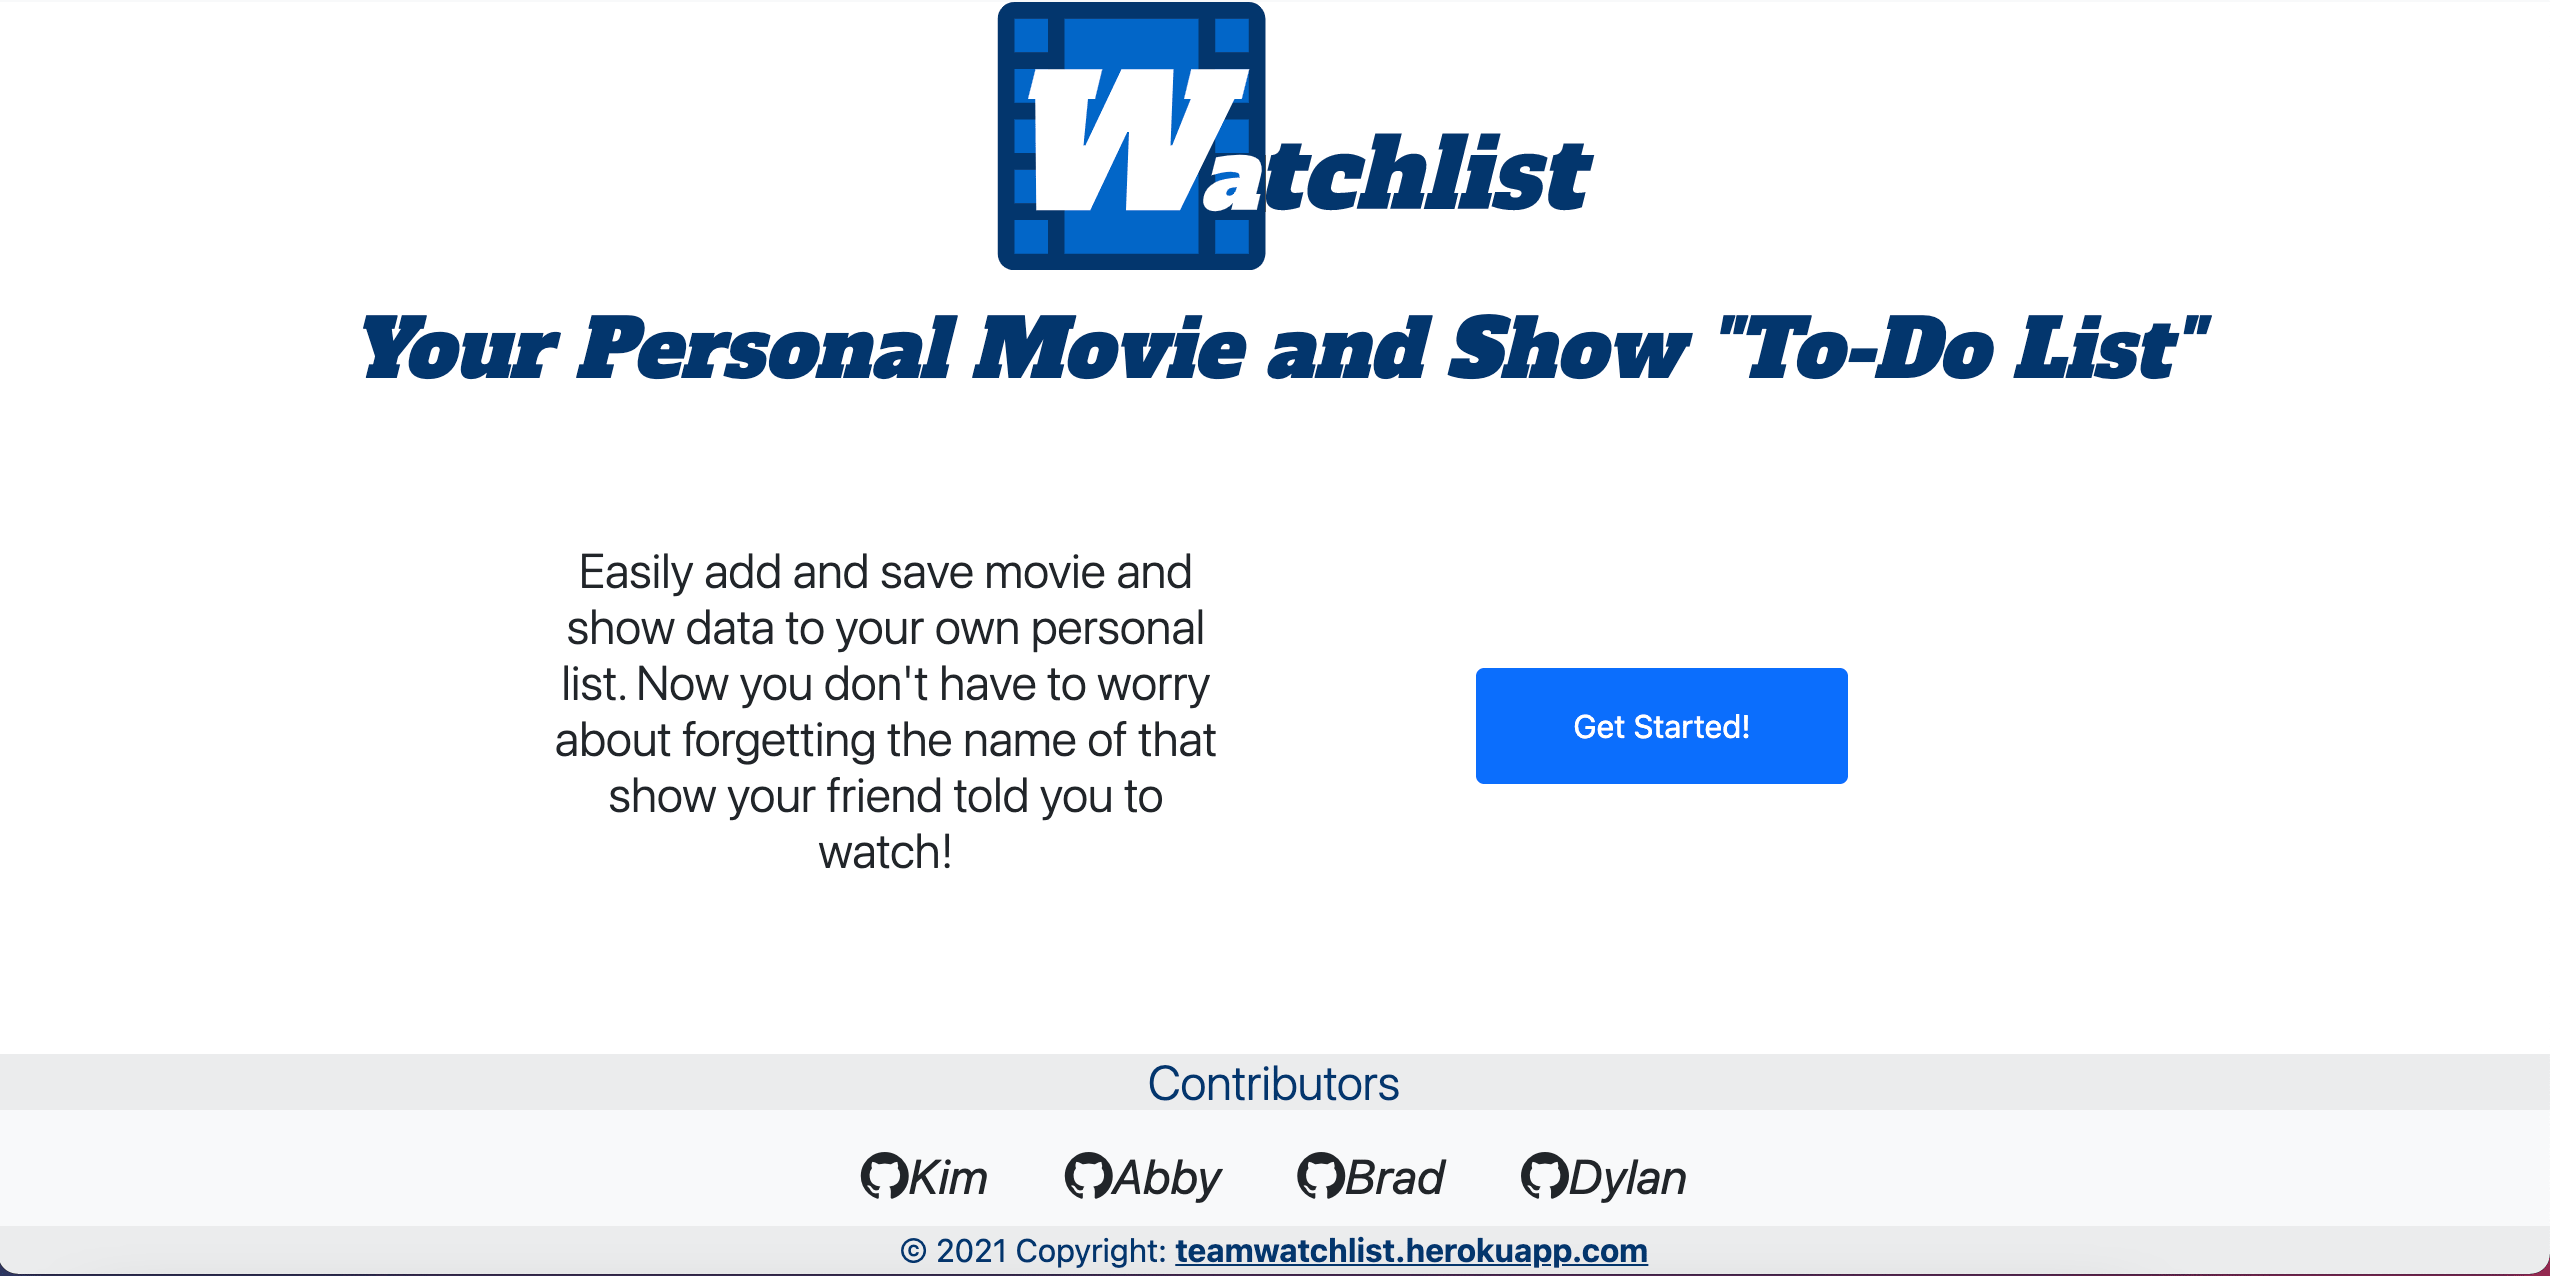 Watchlist
Your Personal Movie and Show "To-Do List"
Easily add and save movie and
show data to your own personal
list. Now you don't have to worry
about forgetting the name of that
show your friend told you to
watch!
Get Started!
Contributors
Kim Abby Brad Dylan
© 2021 Copyright: teamwatchlist.herokuapp.com